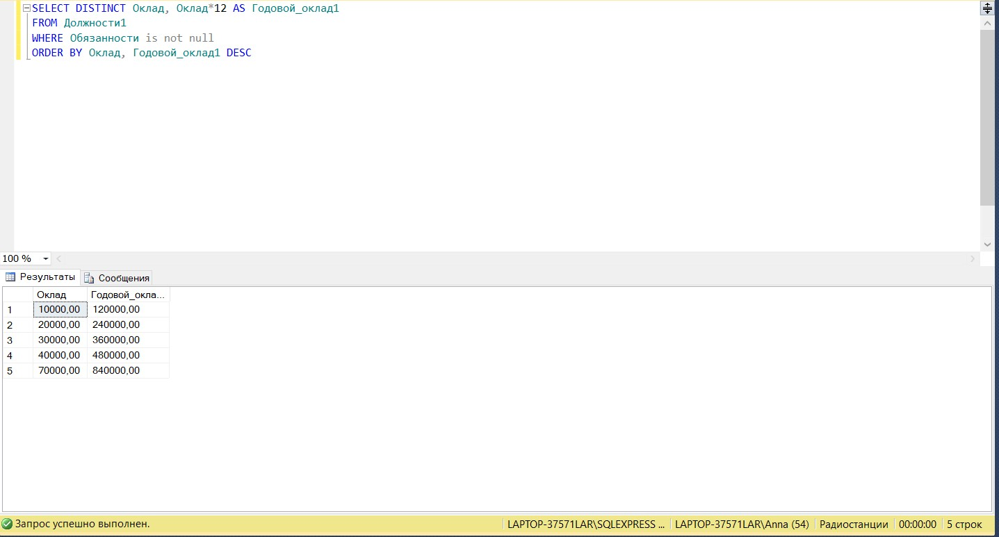 SELECT DISTINCT Оклад, Оклад*12 AS Годовой_оклад1
FROM Должности1
WHERE Обязанности is not null
ORDER BY Оклад, Годовой_оклад1 DESC
100 %
Результаты Сообщения
Оклад Годовой_окла...
1 10000,00 120000,00
2 20000,00 240000,00
3 30000,00 360000,00
4 40000,00 480000,00
5 70000,00 840000,00
Запрос успешно выполнен. LAPTOP-37571LAR\SQLEXPRESS ... LAPTOP-37571LAR\Anna (54) Радиостанции 00:00:00 5 строк